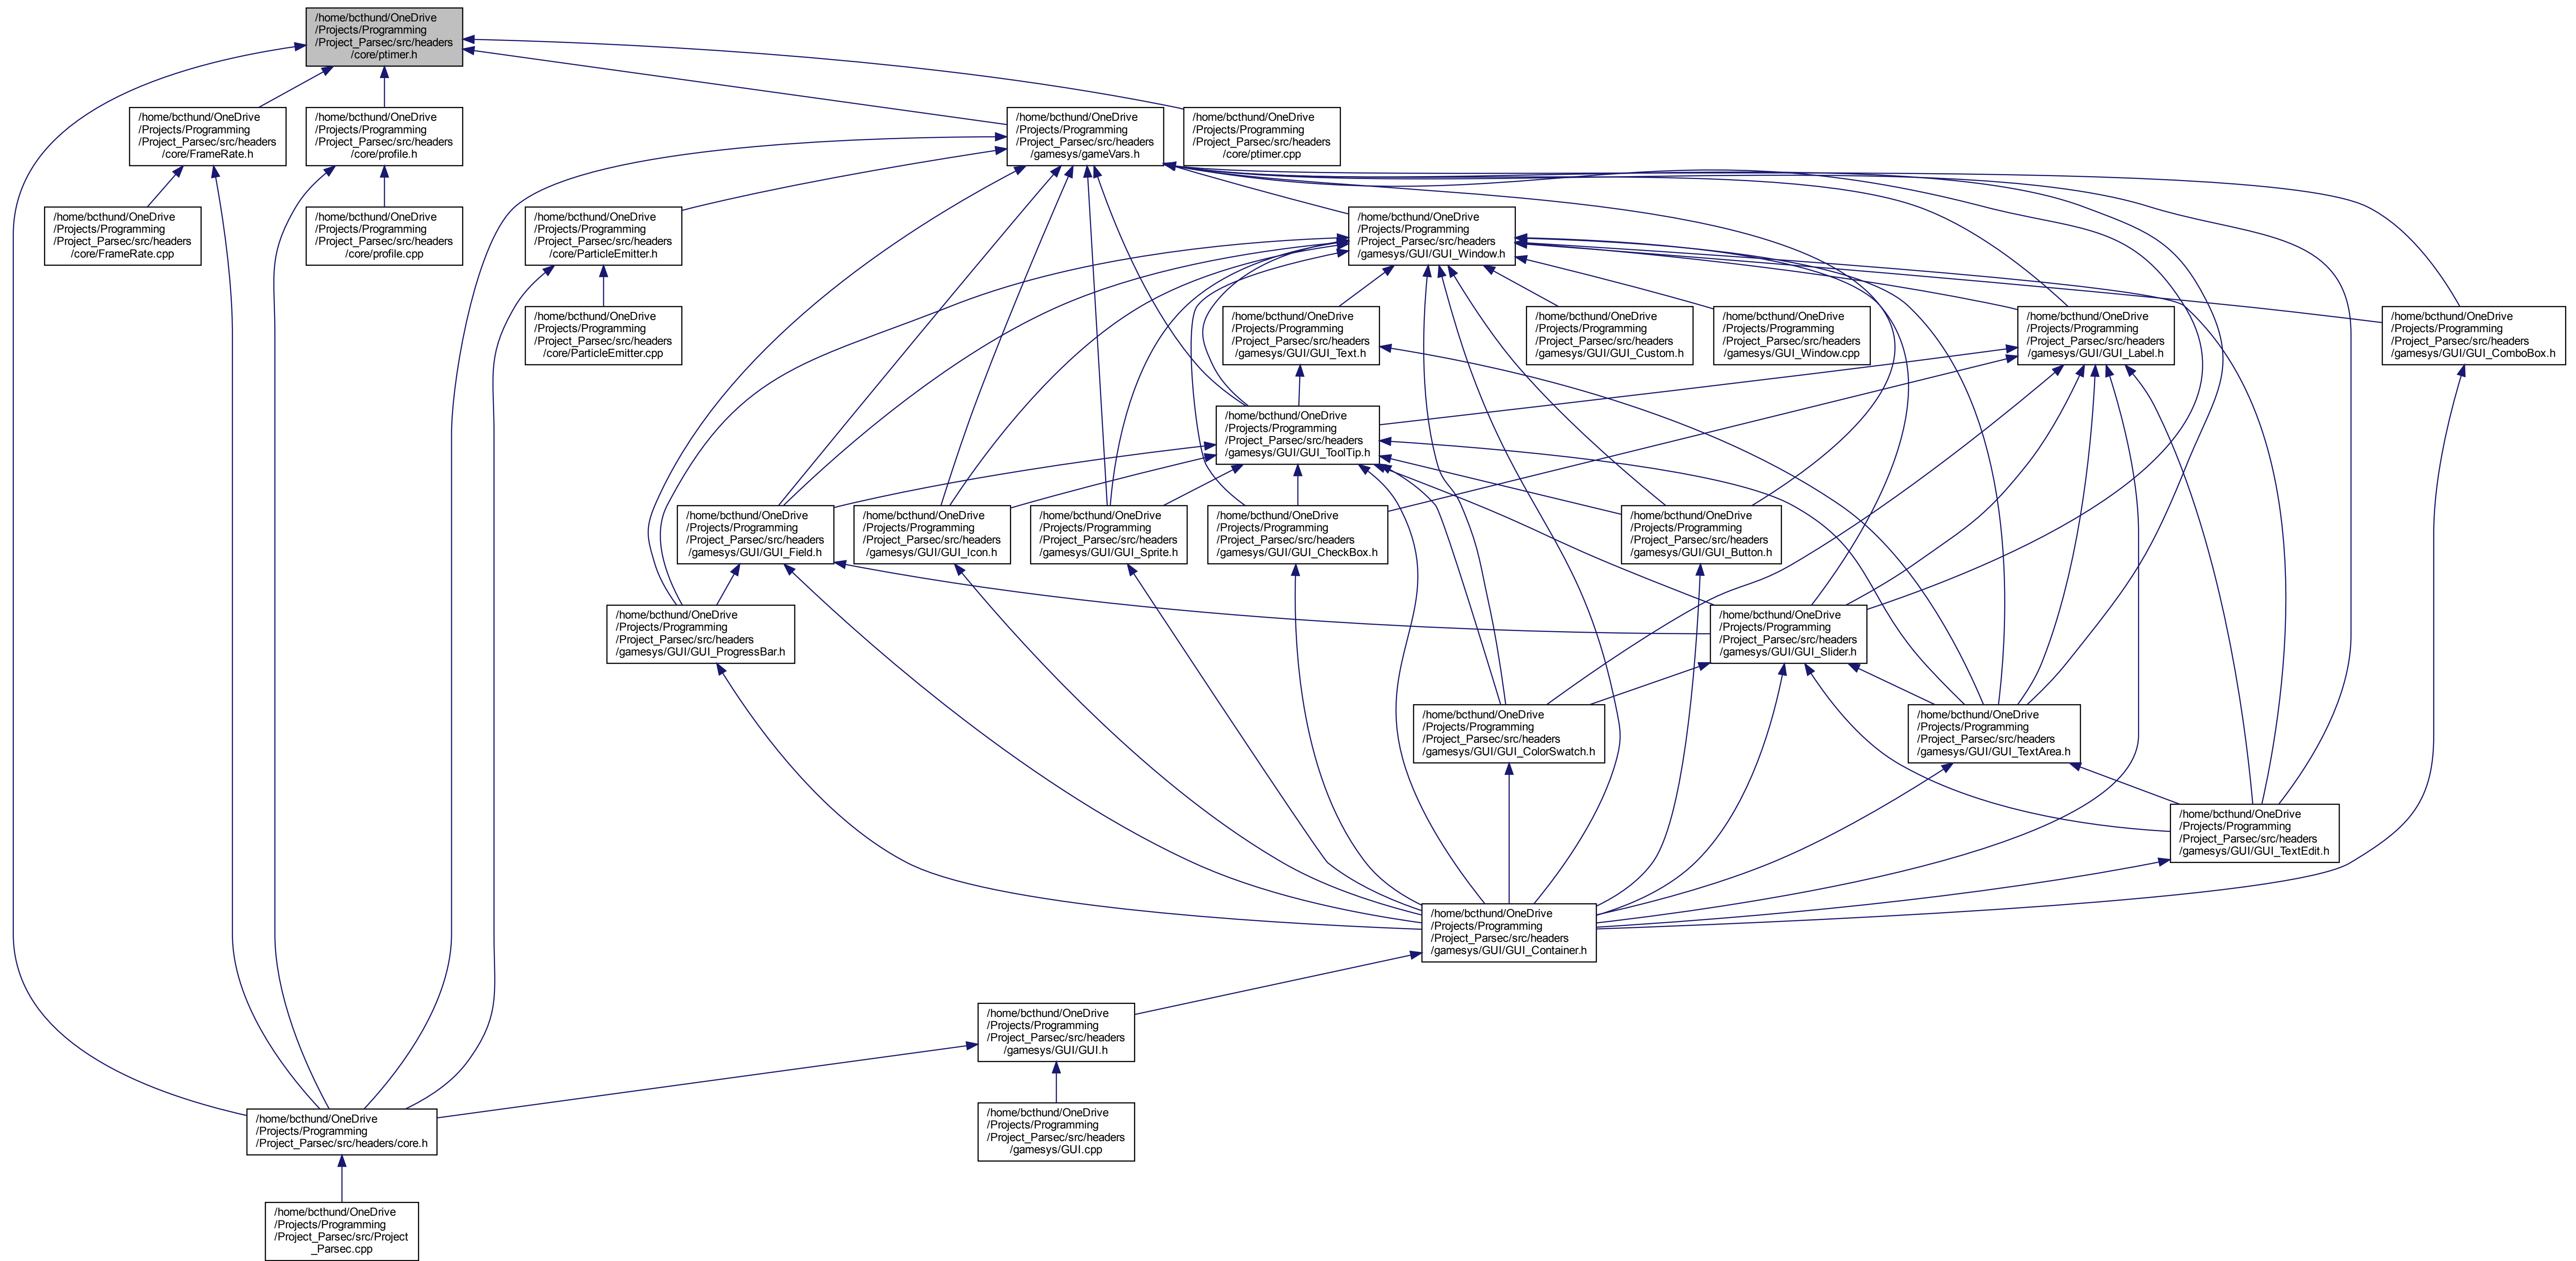 /home/bcthund/OneDrive
/Projects/Programming
/Project_Parsec/src/headers
/core/ptimer.h
/home/bcthund/OneDrive
/Projects/Programming
/Project_Parsec/src/headers
/core/FrameRate.h
/home/bcthund/OneDrive
/Projects/Programming
/Project_Parsec/src/headers
/core/profile.h
/home/bcthund/OneDrive
/Projects/Programming
/Project_Parsec/src/headers
/gamesys/gameVars.h
/home/bcthund/OneDrive
/Projects/Programming
/Project_Parsec/src/headers
/core/ptimer.cpp
/home/bcthund/OneDrive
/Projects/Programming
/Project_Parsec/src/headers
/core/FrameRate.cpp
/home/bcthund/OneDrive
/Projects/Programming
/Project_Parsec/src/headers
/core/profile.cpp
/home/bcthund/OneDrive
/Projects/Programming
/Project_Parsec/src/headers
/core/ParticleEmitter.h
/home/bcthund/OneDrive
/Projects/Programming
/Project_Parsec/src/headers
/gamesys/GUI/GUI_Window.h
/home/bcthund/OneDrive
/Projects/Programming
/Project_Parsec/src/headers
/core/ParticleEmitter.cpp
/home/bcthund/OneDrive
/Projects/Programming
/Project_Parsec/src/headers
/gamesys/GUI/GUI_Text.h
/home/bcthund/OneDrive
/Projects/Programming
/Project_Parsec/src/headers
/gamesys/GUI/GUI_Custom.h
/home/bcthund/OneDrive
/Projects/Programming
/Project_Parsec/src/headers
/gamesys/GUI_Window.cpp
/home/bcthund/OneDrive
/Projects/Programming
/Project_Parsec/src/headers
/gamesys/GUI/GUI_Label.h
/home/bcthund/OneDrive
/Projects/Programming
/Project_Parsec/src/headers
/gamesys/GUI/GUI_ComboBox.h
/home/bcthund/OneDrive
/Projects/Programming
/Project_Parsec/src/headers
/gamesys/GUI/GUI_ToolTip.h
/home/bcthund/OneDrive
/Projects/Programming
/Project_Parsec/src/headers
/gamesys/GUI/GUI_Field.h
/home/bcthund/OneDrive
/Projects/Programming
/Project_Parsec/src/headers
/gamesys/GUI/GUI_Icon.h
/home/bcthund/OneDrive
/Projects/Programming
/Project_Parsec/src/headers
/gamesys/GUI/GUI_Sprite.h
/home/bcthund/OneDrive
/Projects/Programming
/Project_Parsec/src/headers
/gamesys/GUI/GUI_CheckBox.h
/home/bcthund/OneDrive
/Projects/Programming
/Project_Parsec/src/headers
/gamesys/GUI/GUI_Button.h
/home/bcthund/OneDrive
/Projects/Programming
/Project_Parsec/src/headers
/gamesys/GUI/GUI_ProgressBar.h
/home/bcthund/OneDrive
/Projects/Programming
/Project_Parsec/src/headers
/gamesys/GUI/GUI_Slider.h
/home/bcthund/OneDrive
/Projects/Programming
/Project_Parsec/src/headers
/gamesys/GUI/GUI_ColorSwatch.h
/home/bcthund/OneDrive
/Projects/Programming
/Project_Parsec/src/headers
/gamesys/GUI/GUI_TextArea.h
/home/bcthund/OneDrive
/Projects/Programming
/Project_Parsec/src/headers
/gamesys/GUI/GUI_TextEdit.h
/home/bcthund/OneDrive
/Projects/Programming
/Project_Parsec/src/headers
/gamesys/GUI/GUI_Container.h
/home/bcthund/OneDrive
/Projects/Programming
/Project_Parsec/src/headers
/gamesys/GUI/GUI.h
/home/bcthund/OneDrive
/Projects/Programming
/Project_Parsec/src/headers/core.h
/home/bcthund/OneDrive
/Projects/Programming
/Project_Parsec/src/headers
/gamesys/GUI.cpp
/home/bcthund/OneDrive
/Projects/Programming
/Project_Parsec/src/Project
_Parsec.cpp